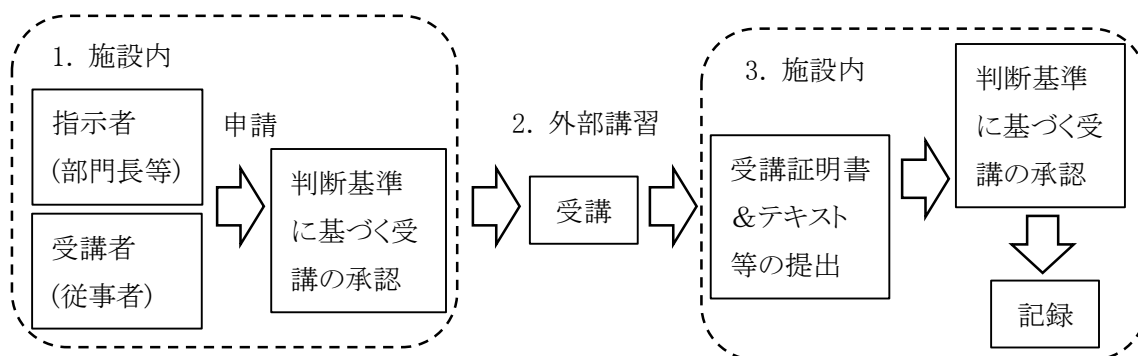 1. 施設内
指示者
(部門長等)
受講者
(従事者)
申請
判断基準
に基づく受
講の承認
2. 外部講習
受講
3. 施設内
受講証明書
&テキスト
等の提出
判断基準
に基づく受
講の承認
記録